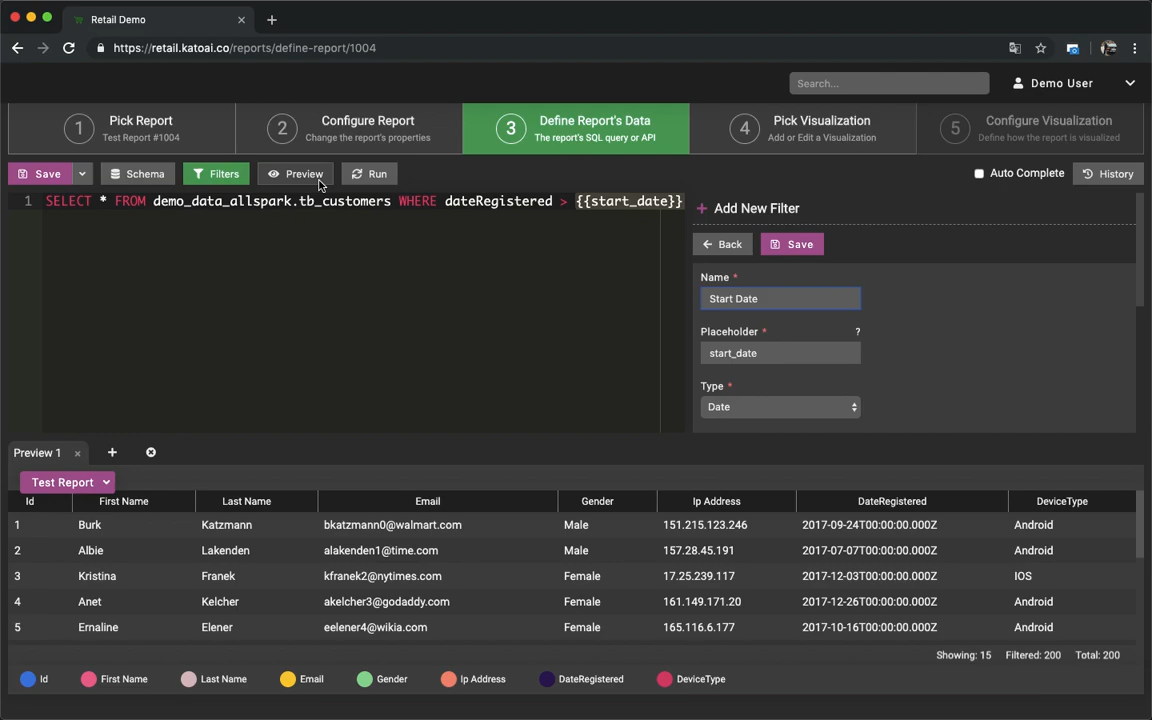 Retail Demo
https://retail.katoai.co/reports/define-report/1004
Search...
Demo User
1 Pick Report
Test Report #1004
2 Configure Report
Change the report's properties
3 Define Report's Data
The report's SQL query or API
4 Pick Visualization
Add or Edit a Visualization
5 Configure Visualization
Define how the report is visualized
Save Schema Filters Preview Run Auto Complete History
1 SELECT * FROM demo_data_allspark.tb_customers WHERE dateRegistered > {{start_date}}
+ Add New Filter
Back Save
Name *
Start Date
Placeholder * ?
start_date
Type *
Date
Preview 1
Test Report
Id First Name Last Name Email Gender Ip Address DateRegistered DeviceType
1 Burk Katzmann bkatzmann0@walmart.com Male 151.215.123.246 2017-09-24T00:00:00.000Z Android
2 Albie Lakenden alakenden1@time.com Male 157.28.45.191 2017-07-07T00:00:00.000Z Android
3 Kristina Franek kfranek2@nytimes.com Female 17.25.239.117 2017-12-03T00:00:00.000Z IOS
4 Anet Kelcher akelcher3@godaddy.com Female 161.149.171.20 2017-12-26T00:00:00.000Z Android
5 Ernaline Elener eelener4@wikia.com Female 165.116.6.177 2017-10-16T00:00:00.000Z Android
Showing: 15 Filtered: 200 Total: 200
Id First Name Last Name Email Gender Ip Address DateRegistered DeviceType